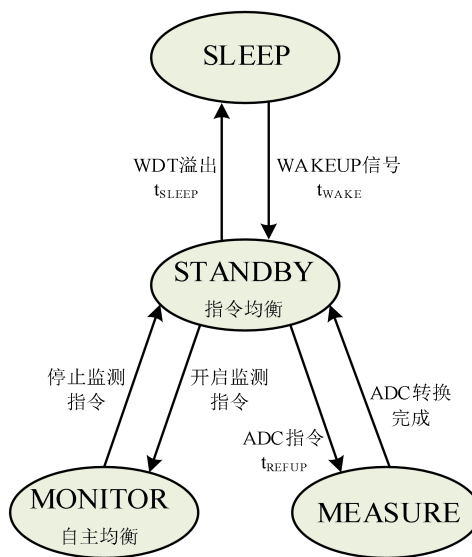 SLEEP
WDT溢出
tSLEEP
WAKEUP信号
tWAKE
STANDBY
指令均衡
停止监测
指令
开启监测
指令
ADC指令
tREFUP
ADC转换
完成
MONITOR
自主均衡
MEASURE